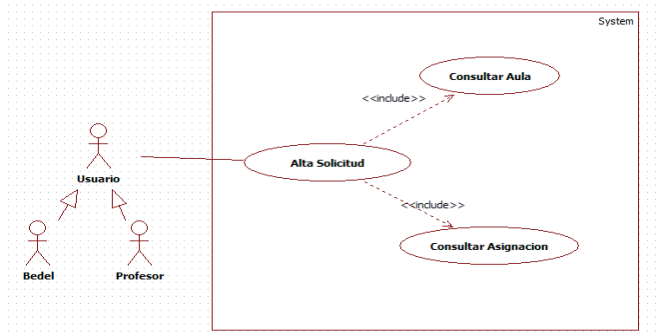 System
Consultar Aula
<<include>>
Alta Solicitud
Usuario
<<include>>
Consultar Asignacion
Bedel
Profesor